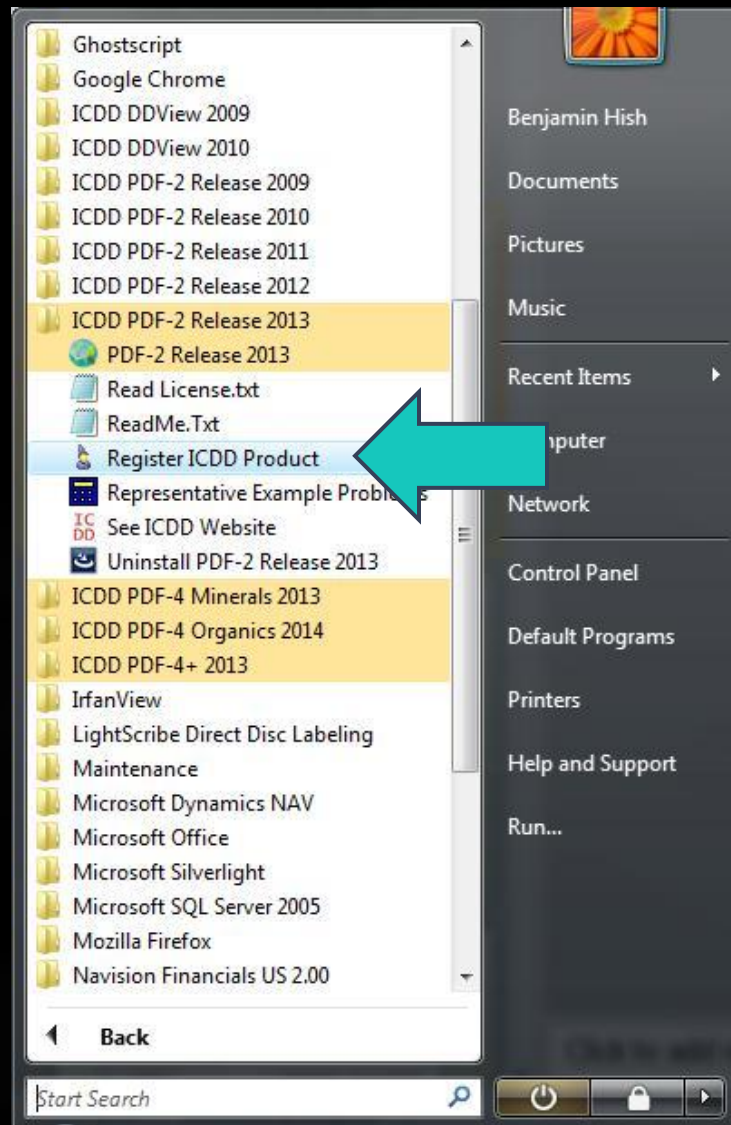 Ghostscript
Google Chrome
ICDD DDView 2009
ICDD DDView 2010
ICDD PDF-2 Release 2009
ICDD PDF-2 Release 2010
ICDD PDF-2 Release 2011
ICDD PDF-2 Release 2012
ICDD PDF-2 Release 2013
PDF-2 Release 2013
Read License.txt
ReadMe.Txt
Register ICDD Product
Representative Example
IC
DD
See ICDD Website
Uninstall PDF-2 Release 2013
ICDD PDF-4 Minerals 2013
ICDD PDF-4 Organics 2014
ICDD PDF-4+ 2013
IrfanView
LightScribe Direct Disc Labeling
Maintenance
Microsoft Dynamics NAV
Microsoft Office
Microsoft Silverlight
Microsoft SQL Server 2005
Mozilla Firefox
Navision Financials US 2.00
Back
Start Search
Benjamin Hish
Documents
Pictures
Music
Recent Items
Network
Control Panel
Default Programs
Printers
Help and Support
Run...